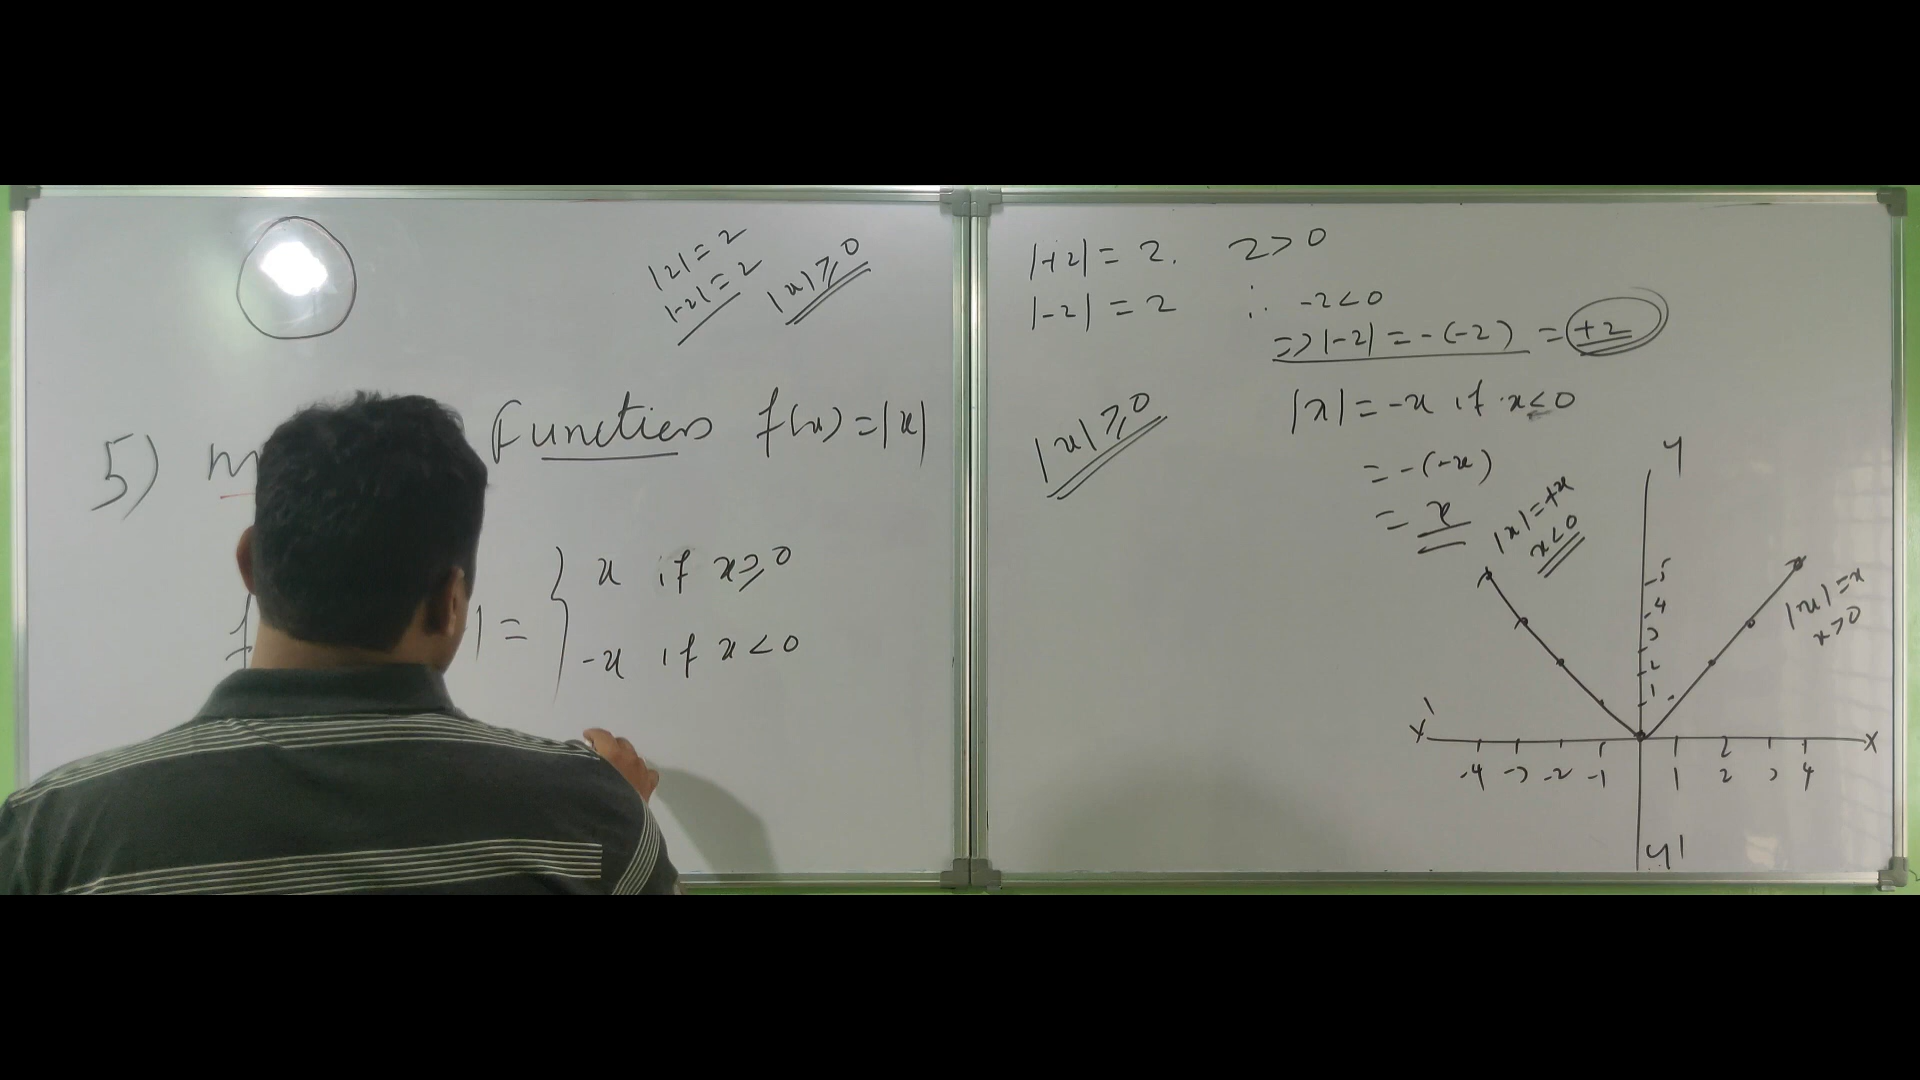 |2| = 2
|-2| = 2
|x| ⩾ 0
5) m Function f(x) = |x|
f | = { x if x ⩾ 0
-x if x < 0
|+2| = 2. 2 > 0
|-2| = 2 ∴ -2 < 0
=> |-2| = -(-2) = +2
|x| ⩾ 0
|x| = -x if x < 0
= -(-x)
= x
|x| = +x
x < 0
y
5
4
3
2
1
|x| = x
x > 0
x' x
2
-4 -3 -2 -1 1 2 3 4
y'